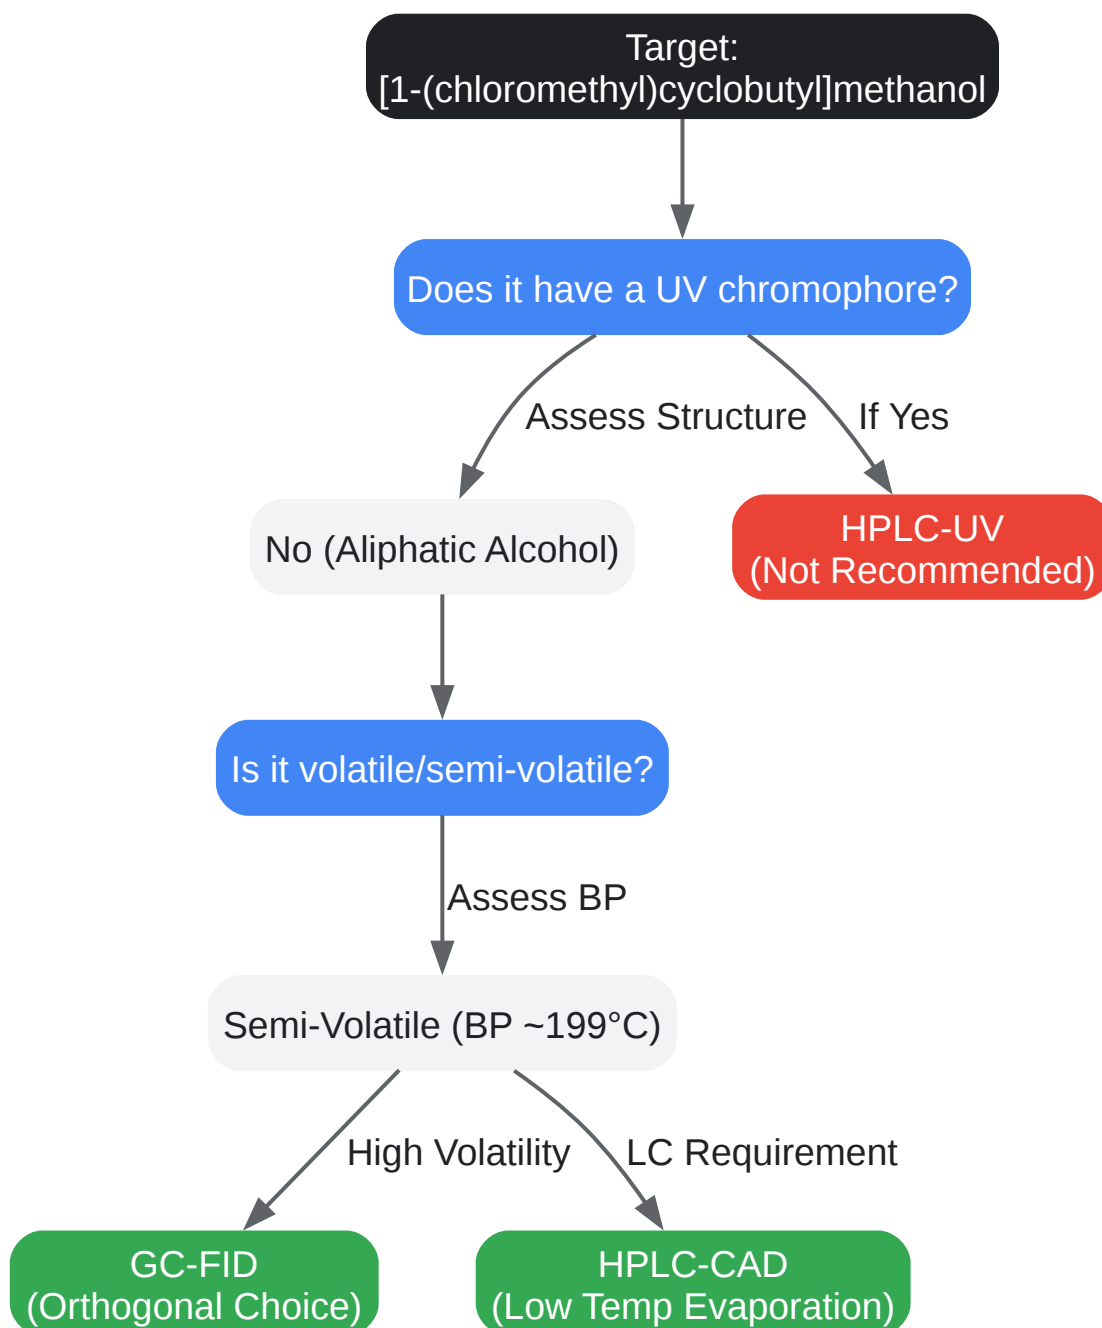 Target:
[1-(chloromethyl)cyclobutyl]methanol
Does it have a UV chromophore?
Assess Structure
If Yes
No (Aliphatic Alcohol)
HPLC-UV
(Not Recommended)
Is it volatile/semi-volatile?
Assess BP
Semi-Volatile (BP ~199°C)
High Volatility
LC Requirement
GC-FID
(Orthogonal Choice)
HPLC-CAD
(Low Temp Evaporation)